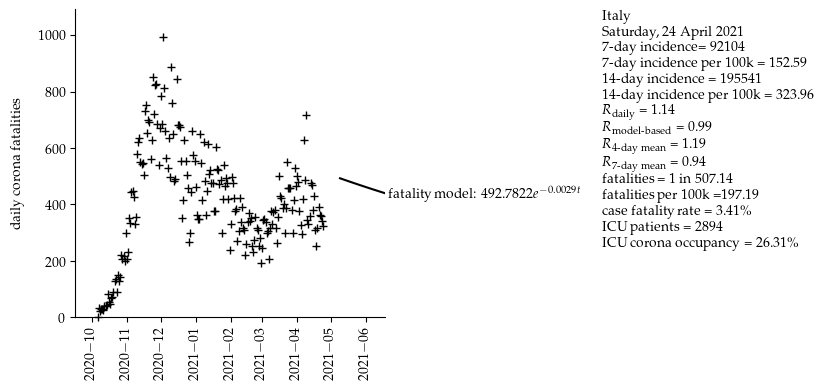 Italy
Saturday, 24 April 2021
7-day incidence= 92104
7-day incidence per 100k = 152.59
14-day incidence = 195541
14-day incidence per 100k = 323.96
R_daily = 1.14
R_model-based = 0.99
R_4-day mean = 1.19
R_7-day mean = 0.94
fatalities = 1 in 507.14
fatalities per 100k =197.19
case fatality rate = 3.41%
ICU patients = 2894
ICU corona occupancy = 26.31%
daily corona fatalities
1000
800
600
400
200
0
fatality model: 492.7822e^{−0.0029t}
2020−10
2020−11
2020−12
2021−01
2021−02
2021−03
2021−04
2021−05
2021−06